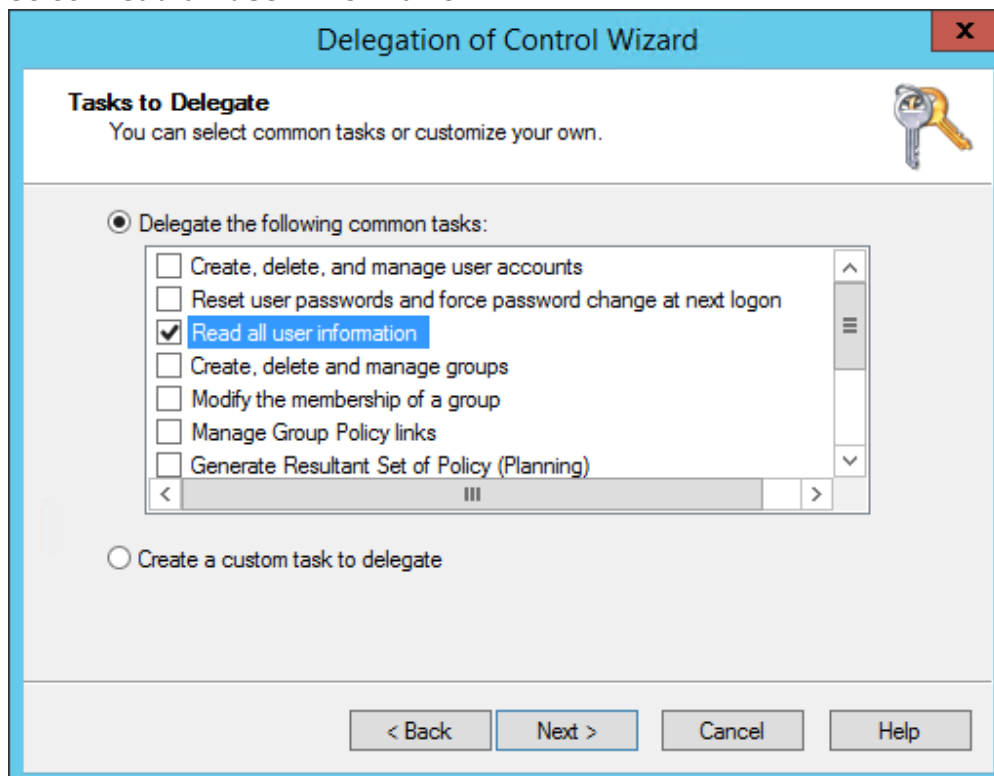 Delegation of Control Wizard
x
Tasks to Delegate
You can select common tasks or customize your own.
Delegate the following common tasks:
Create, delete, and manage user accounts
Reset user passwords and force password change at next logon
Read all user information
Create, delete and manage groups
Modify the membership of a group
Manage Group Policy links
Generate Resultant Set of Policy (Planning)
Create a custom task to delegate
< Back Next > Cancel Help